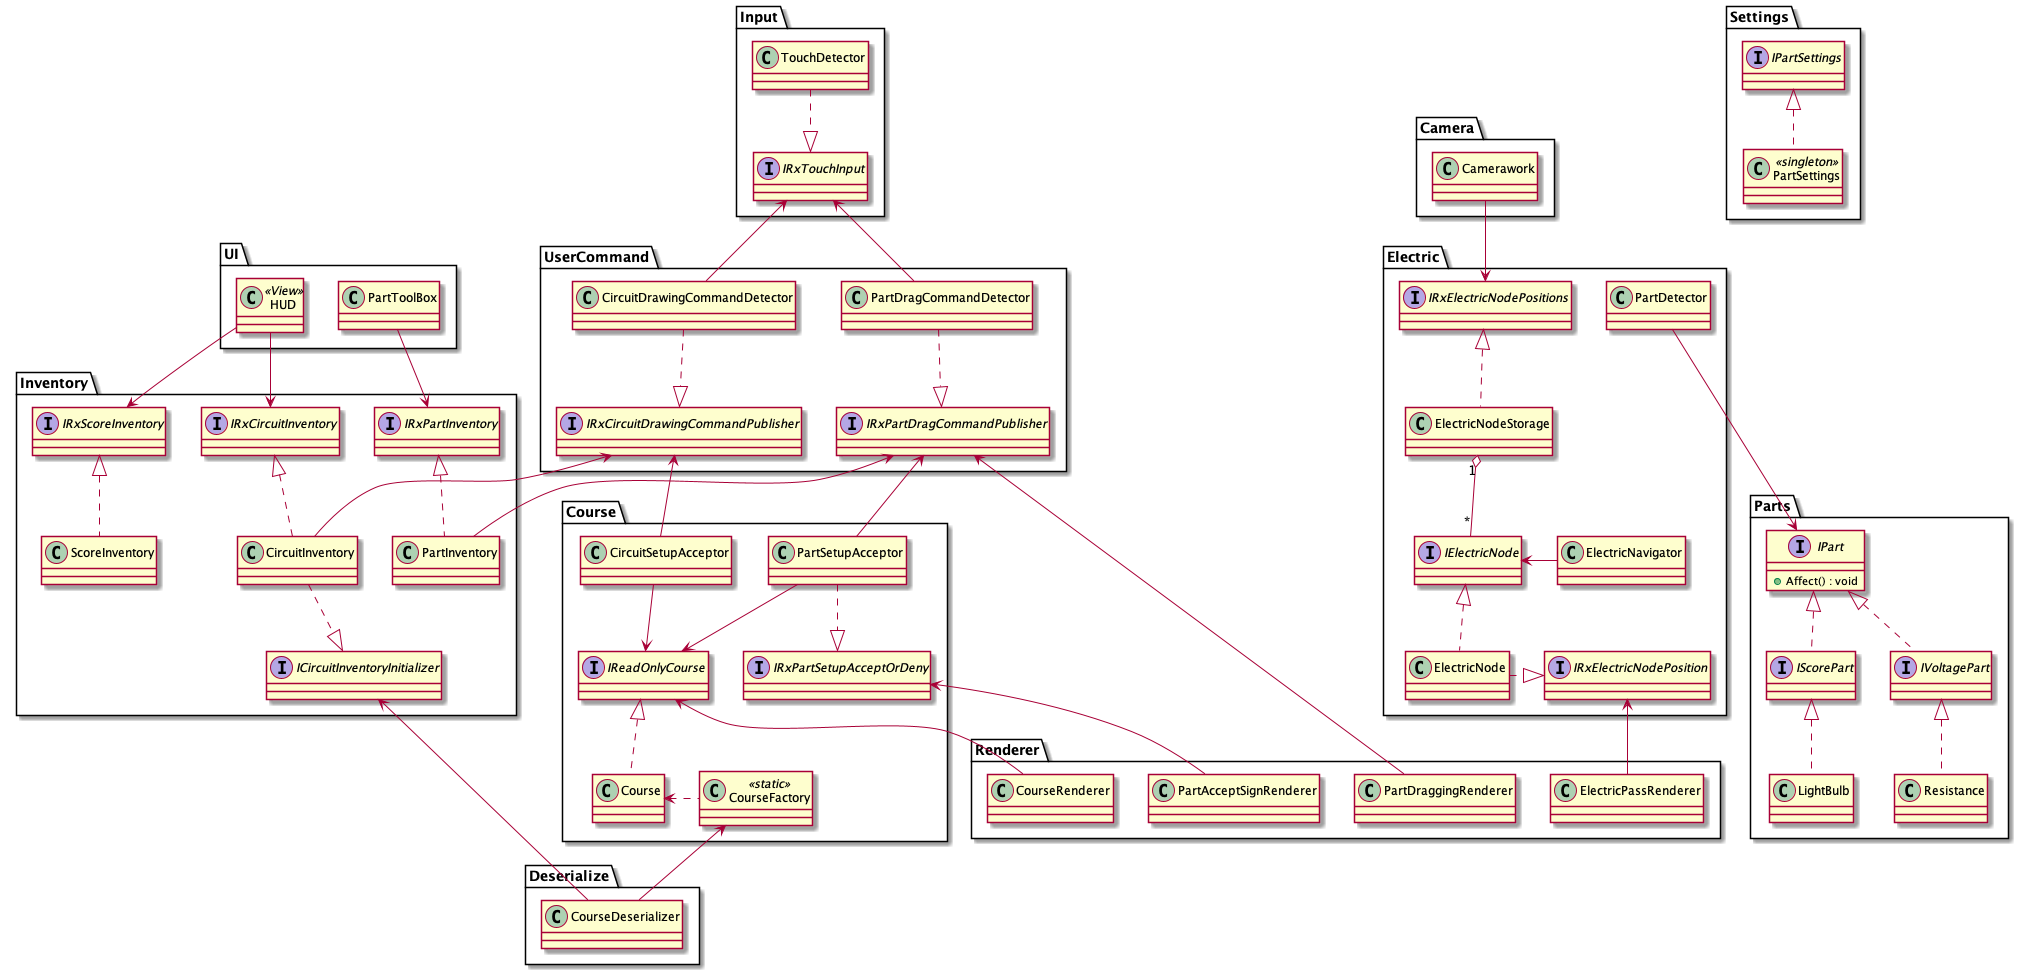 Input
C TouchDetector
I IRxTouchInput
Settings
I IPartSettings
C «singleton»
PartSettings
Camera
C Camerawork
UI
C «View»
HUD
C PartToolBox
UserCommand
C CircuitDrawingCommandDetector
C PartDragCommandDetector
I IRxCircuitDrawingCommandPublisher
I IRxPartDragCommandPublisher
Electric
I IRxElectricNodePositions
C PartDetector
C ElectricNodeStorage
1
*
I IElectricNode
C ElectricNavigator
C ElectricNode
I IRxElectricNodePosition
Inventory
I IRxScoreInventory
I IRxCircuitInventory
I IRxPartInventory
C ScoreInventory
C CircuitInventory
C PartInventory
I ICircuitInventoryInitializer
Course
C CircuitSetupAcceptor
C PartSetupAcceptor
I IReadOnlyCourse
I IRxPartSetupAcceptOrDeny
C Course
C «static»
CourseFactory
Parts
I IPart
Affect() : void
I IScorePart
I IVoltagePart
C LightBulb
C Resistance
Renderer
C CourseRenderer
C PartAcceptSignRenderer
C PartDraggingRenderer
C ElectricPassRenderer
Deserialize
C CourseDeserializer